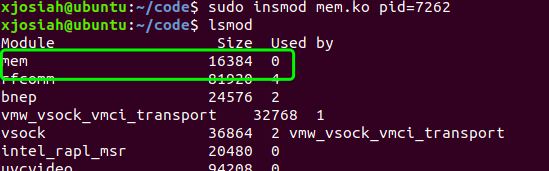 xjosiah@ubuntu:~/code$ sudo insmod mem.ko pid=7262
xjosiah@ubuntu:~/code$ lsmod
Module Size Used by
mem 16384 0
rfcomm 81920 4
bnep 24576 2
vmw_vsock_vmci_transport 32768 1
vsock 36864 2 vmw_vsock_vmci_transport
intel_rapl_msr 20480 0
uvcvideo 94208 0